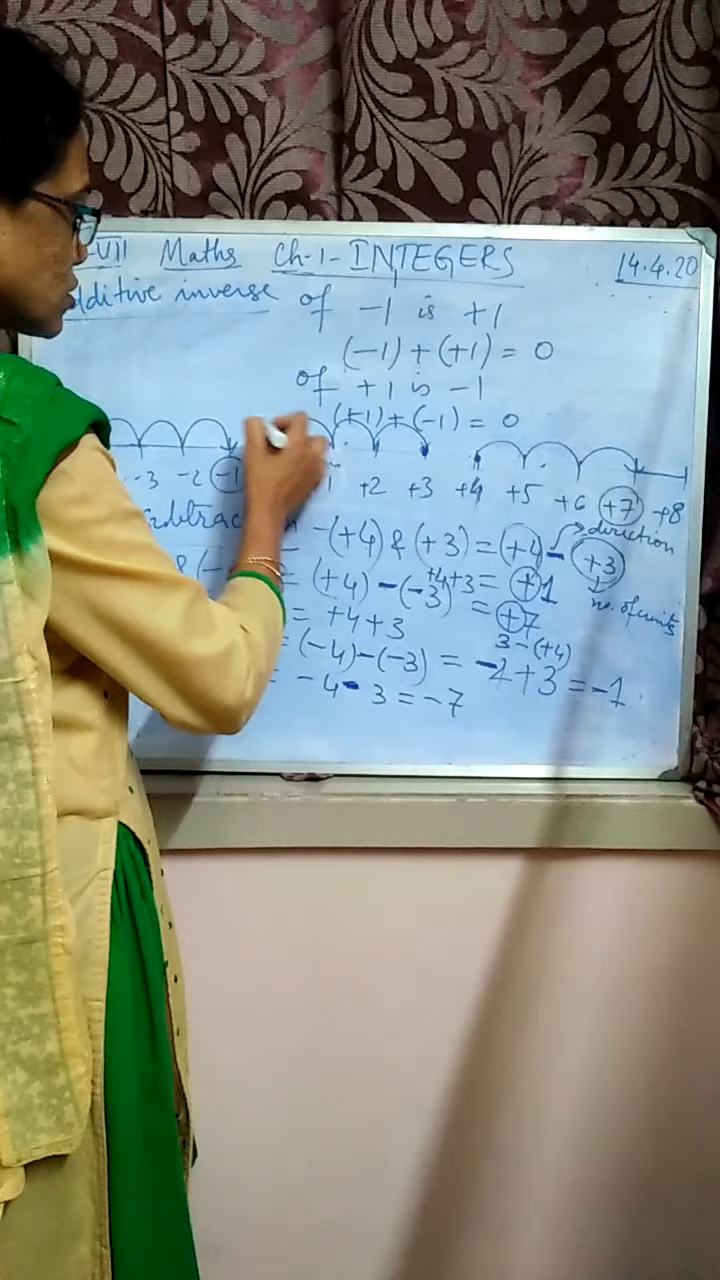 VII Maths Ch-1- INTEGERS 14.4.20
dditive inverse of -1 is +1
(-1) + (+1) = 0
of +1 is -1
(+1) + (-1) = 0
-3 -2 -1 +2 +3 +4 +5 +6 +7 +8
-(+4) & (+3) = (+4 - +3
direction
= (+4) - (-3) = +1
+4+3 = +7
no. of units
= +4+3
3-(+4)
= (-4)-(-3) = -4+3 = -1
= -4 - 3 = -7